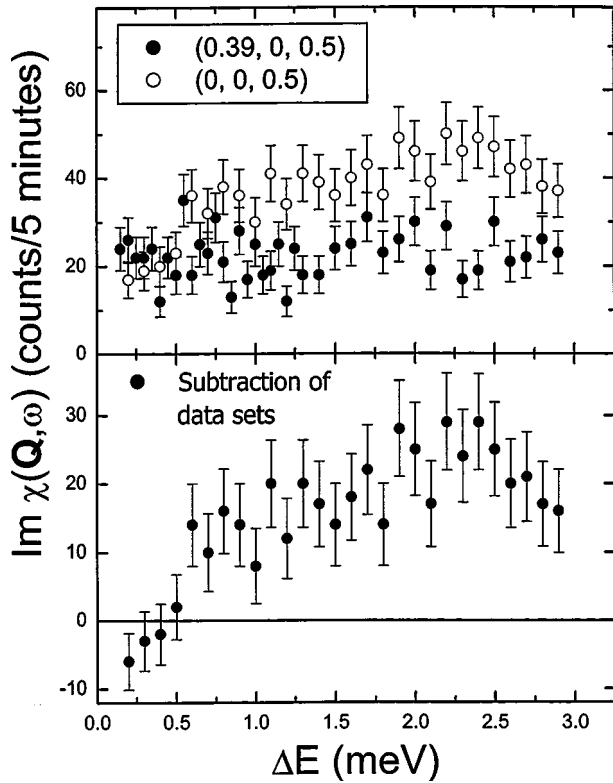 (0.39, 0, 0.5)
(0, 0, 0.5)
60
40
20
0
Subtraction of
data sets
30
20
10
0
-10
0.0 0.5 1.0 1.5 2.0 2.5 3.0
ΔE (meV)
Im χ(Q,ω) (counts/5 minutes)